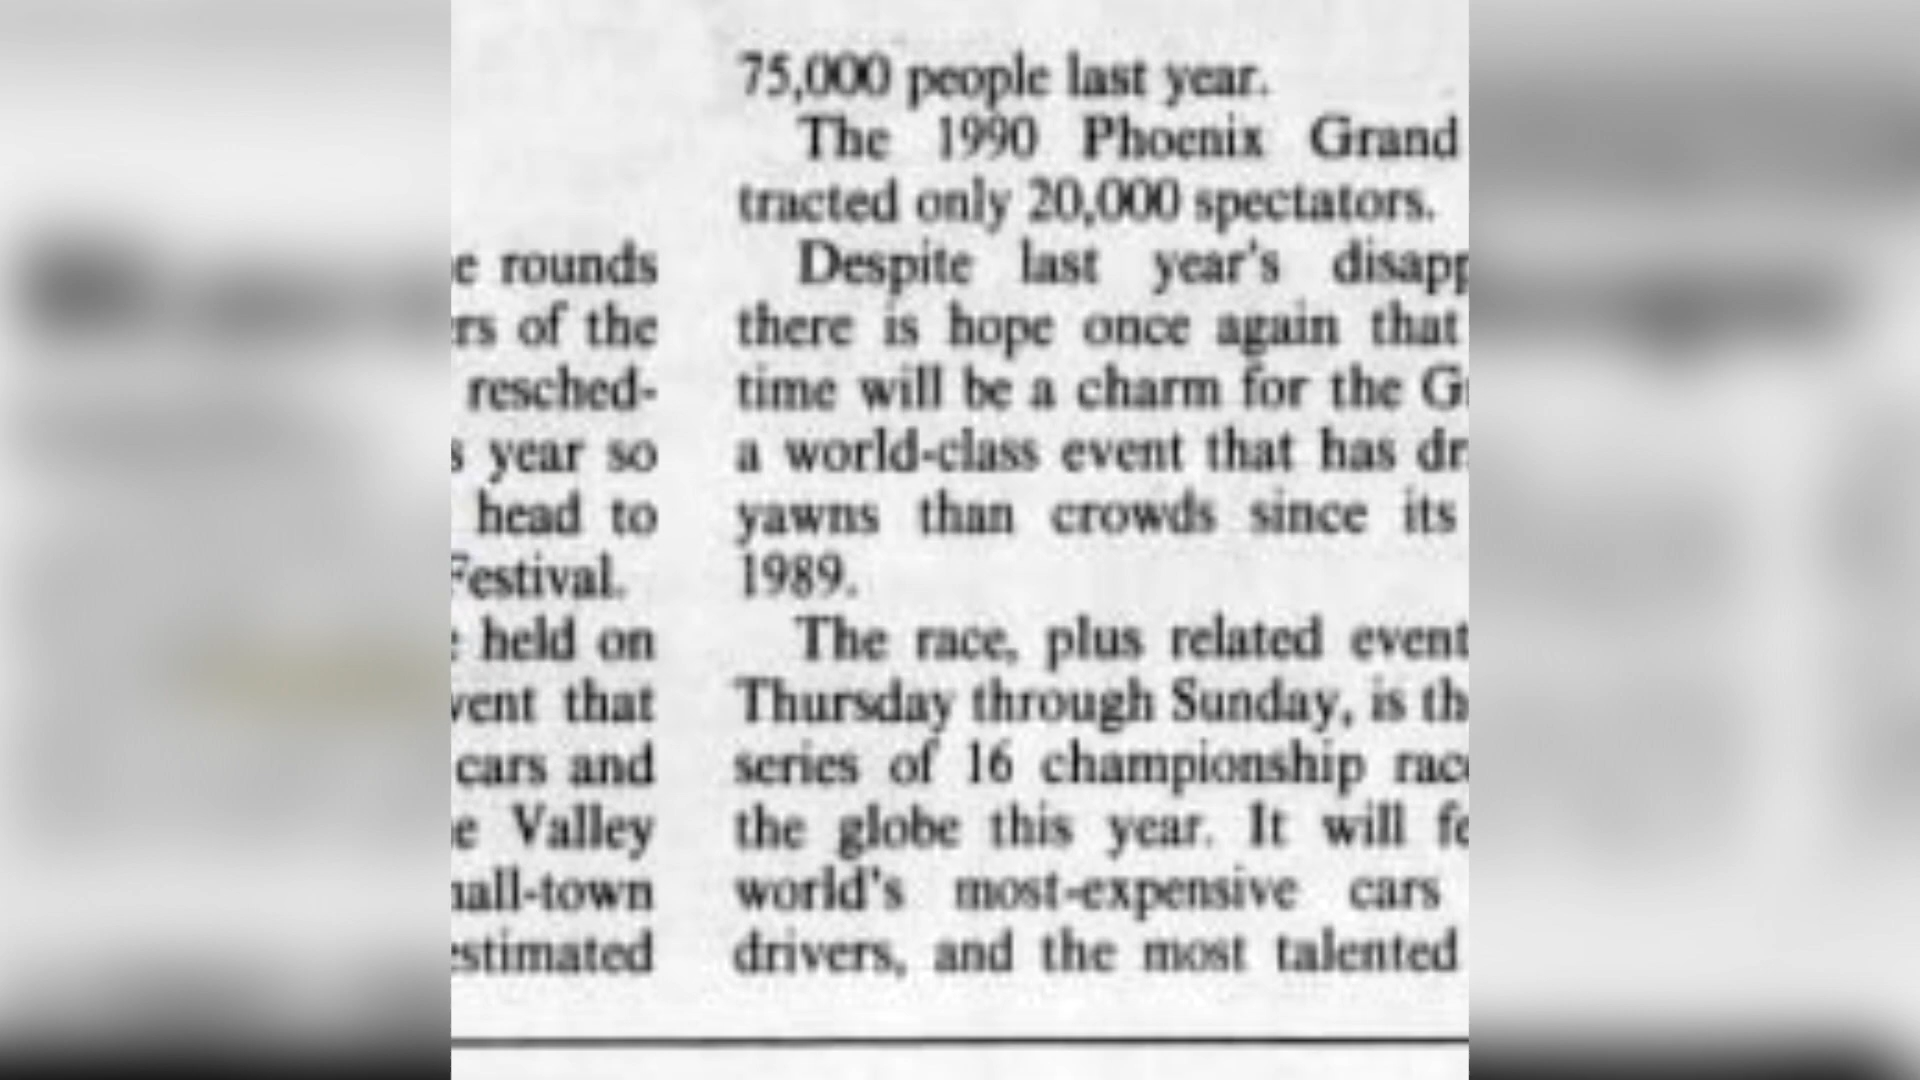 rounds
of the
resched-
year so
head to
Festival.
held on
that
cars and
Valley
estimated
75,000 people last year.
The 1990 Phoenix Grand
tracted only 20,000 spectators.
Despite last year's
there is hope once again that
time will be a charm for the
a world-class event that has
yawns than crowds since its
1989.
The race, plus related event
Thursday through Sunday, is
series of 16 championship
the globe this year. It will
world's most-expensive cars
drivers, and the most talented